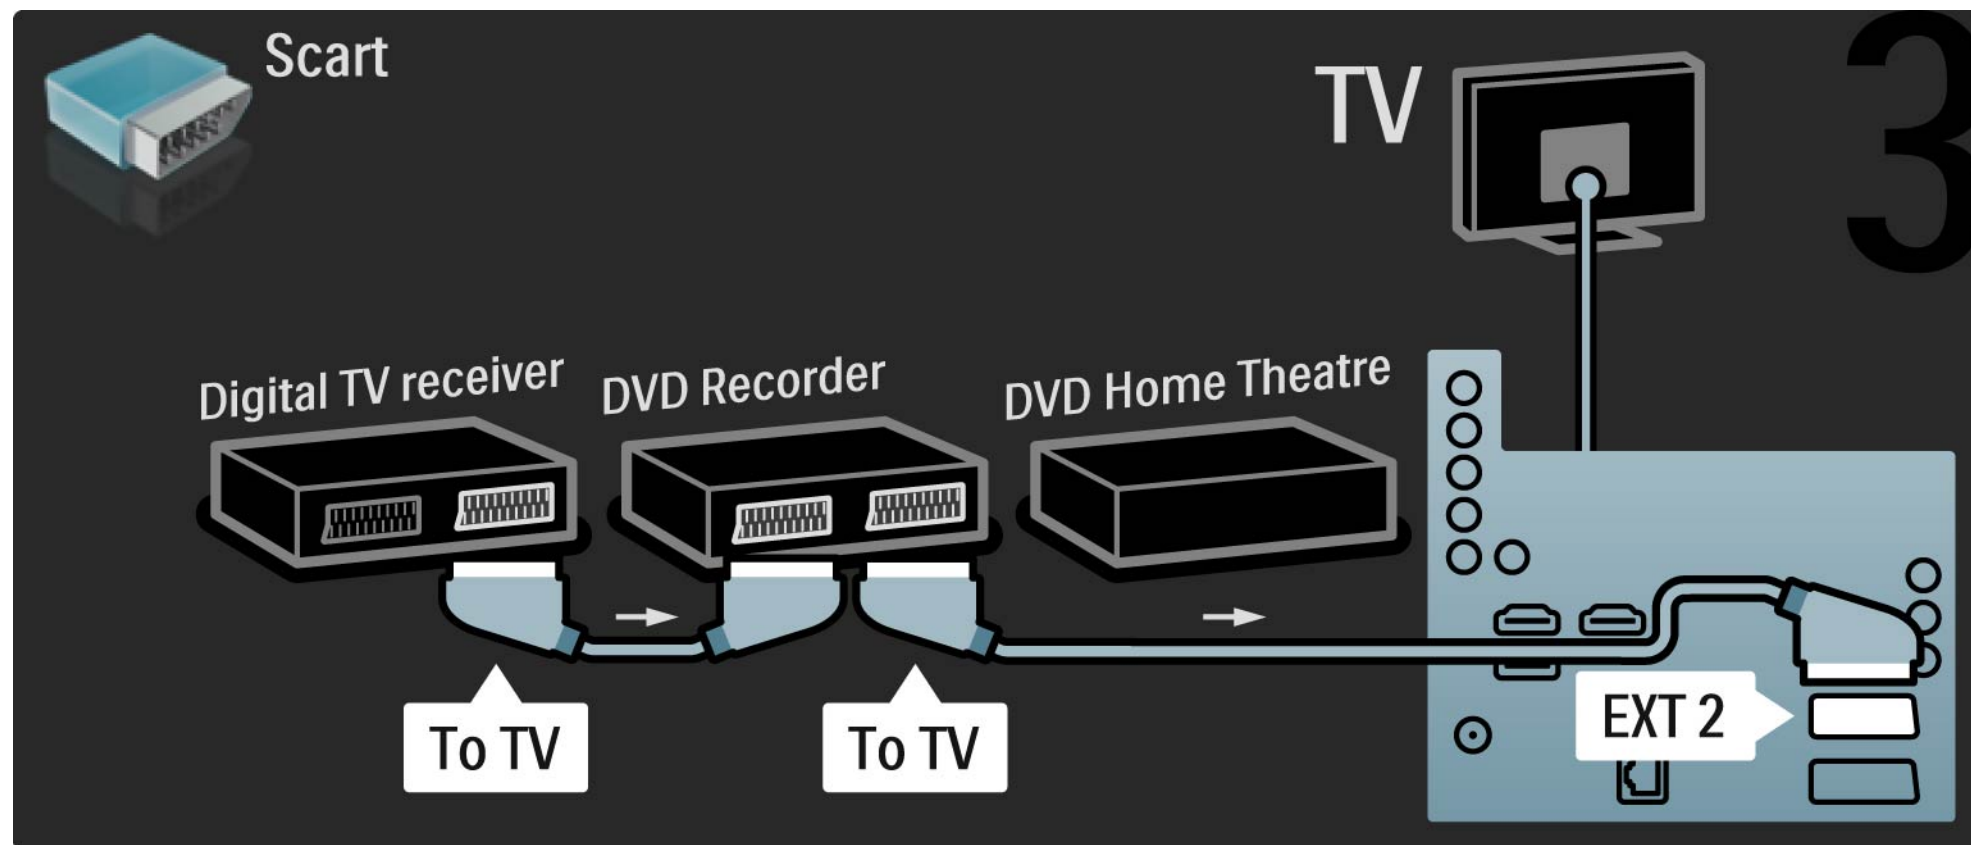 Scart
TV
3
Digital TV receiver
DVD Recorder
DVD Home Theatre
To TV
To TV
EXT 2